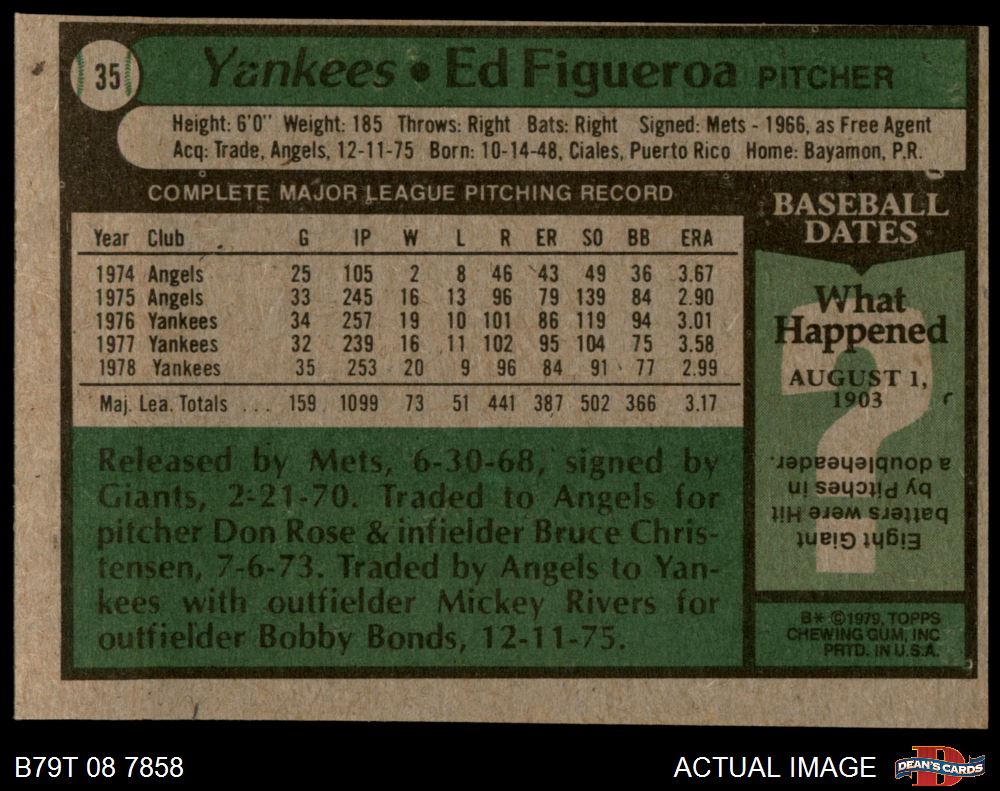 35
Yankees • Ed Figueroa PITCHER
Height: 6'0" Weight: 185 Throws: Right Bats: Right Signed: Mets - 1966, as Free Agent
Acq: Trade, Angels, 12-11-75 Born: 10-14-48, Ciales, Puerto Rico Home: Bayamon, P.R.
COMPLETE MAJOR LEAGUE PITCHING RECORD
Year Club G IP W L R ER SO BB ERA
1974 Angels 25 105 2 8 46 43 49 36 3.67
1975 Angels 33 245 16 13 96 79 139 84 2.90
1976 Yankees 34 257 19 10 101 86 119 94 3.01
1977 Yankees 32 239 16 11 102 95 104 75 3.58
1978 Yankees 35 253 20 9 96 84 91 77 2.99
Maj. Lea. Totals ... 159 1099 73 51 441 387 502 366 3.17
Released by Mets, 6-30-68, signed by
Giants, 2-21-70. Traded to Angels for
pitcher Don Rose & infielder Bruce Chris-
tensen, 7-6-73. Traded by Angels to Yan-
kees with outfielder Mickey Rivers for
outfielder Bobby Bonds, 12-11-75.
BASEBALL
DATES
What
Happened
AUGUST 1,
1903
?
Eight Giant
batters were Hit
by Pitches in
a doubleheader.
B* ©1979, TOPPS
CHEWING GUM, INC
PRTD. IN U.S.A.
B79T 08 7858
ACTUAL IMAGE
DEAN'S CARDS